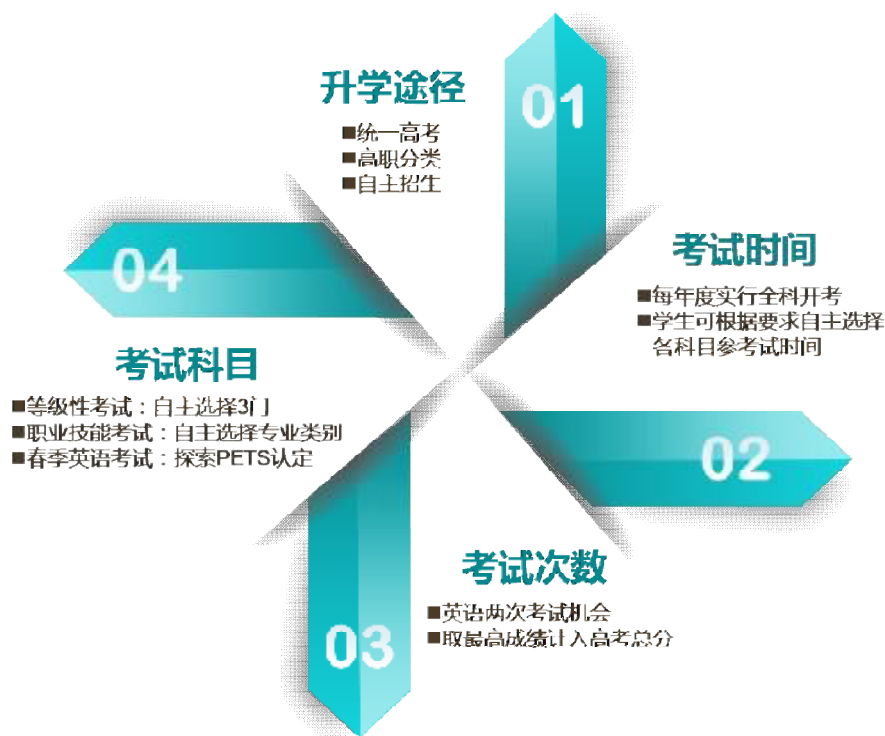 01
升学途径
■统一高考
■高职分类
■自主招生
考试时间
■每年度实行全科开考
■学生可根据要求自主选择
各科目参考试时间
02
考试次数
■英语两次考试机会
■取最高成绩计入高考总分
03
04
考试科目
■等级性考试：自主选择3门
■职业技能考试：自主选择专业类别
■春季英语考试：探索PETS认定